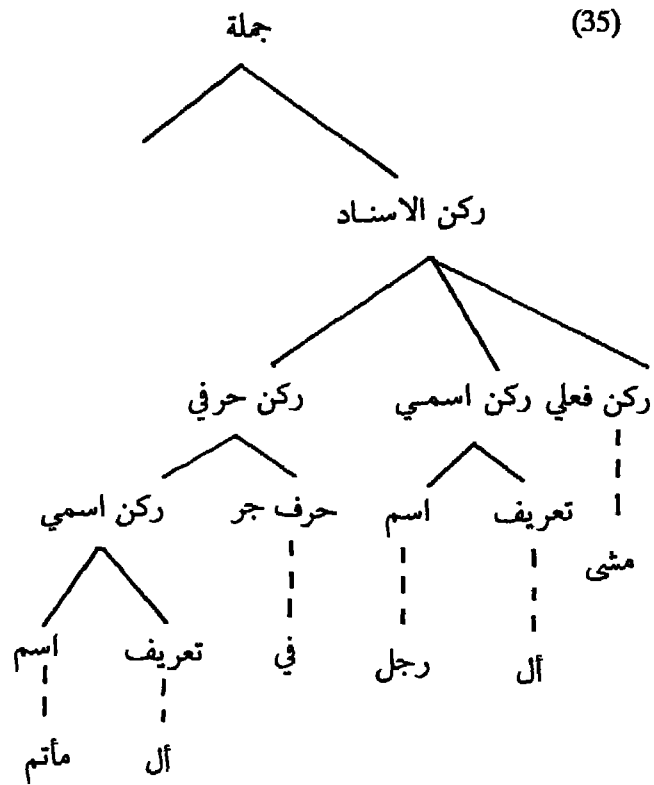 (35) جملة
ركن الاسناد
ركن فعلي ركن اسمي ركن حرفي
تعريف اسم حرف جر ركن اسمي
مشى
أل رجل في تعريف اسم
أل مأتم